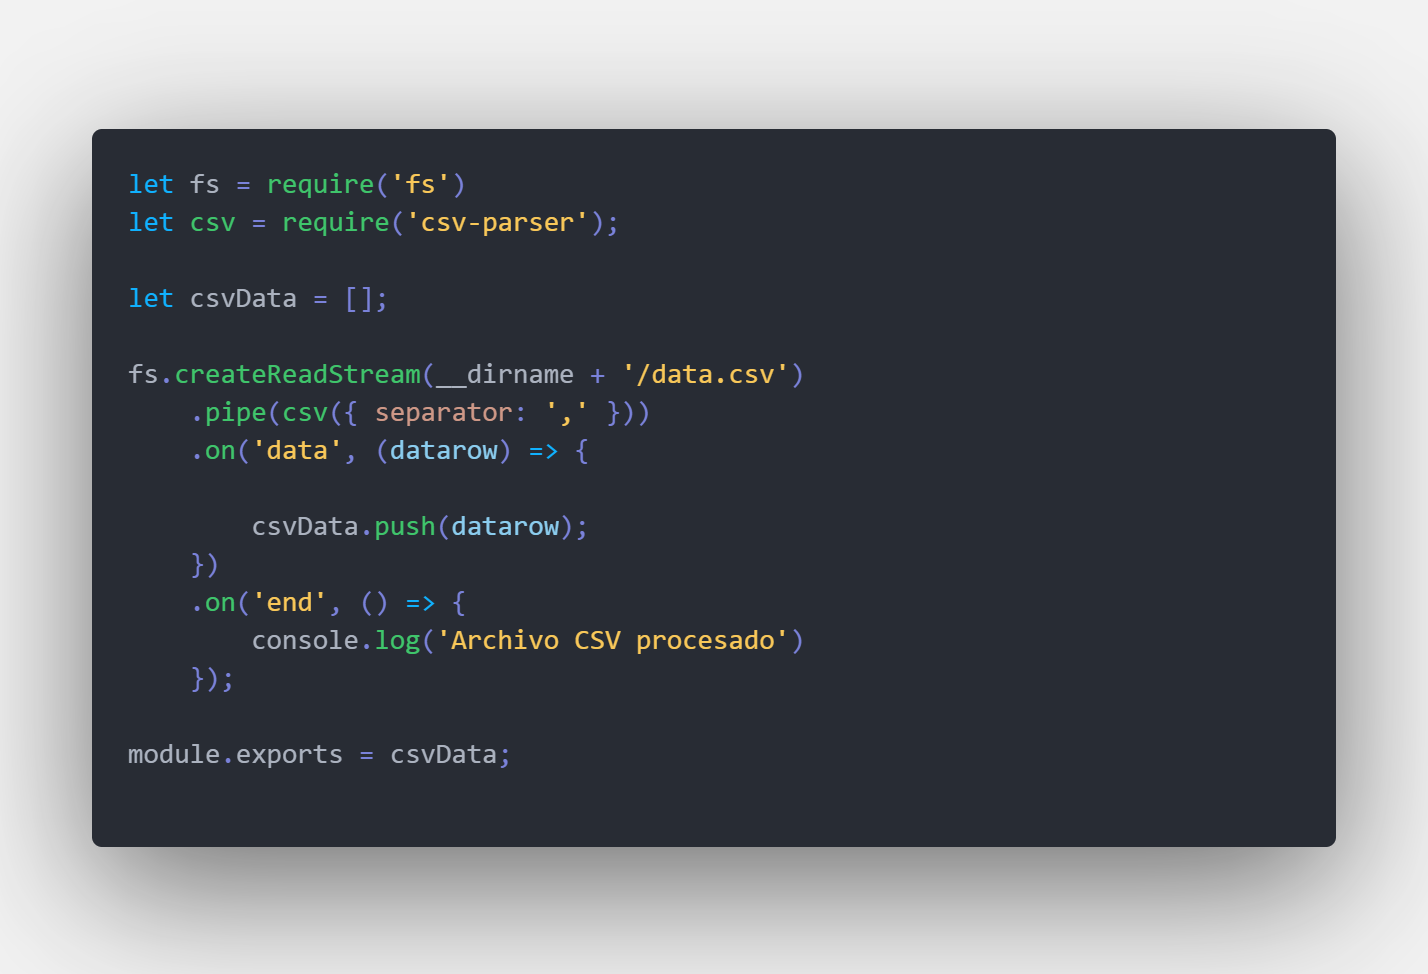 let fs = require('fs')
let csv = require('csv-parser');
let csvData = [];
fs.createReadStream(__dirname + '/data.csv')
    .pipe(csv({ separator: ',' }))
    .on('data', (datarow) => {
        csvData.push(datarow);
    })
    .on('end', () => {
        console.log('Archivo CSV procesado')
    });
module.exports = csvData;